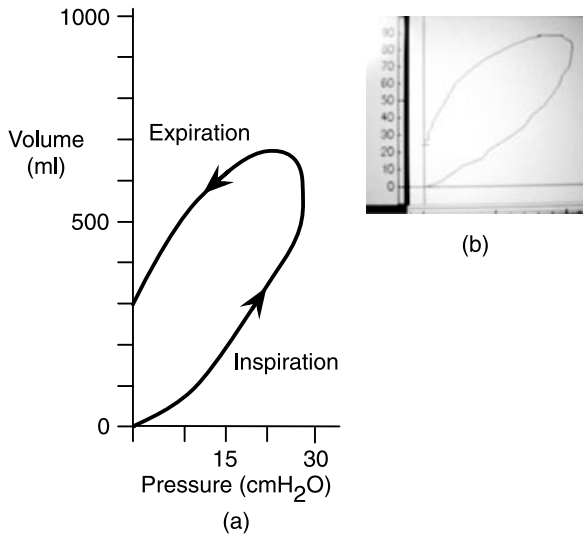 1000
Volume
(ml)
Expiration
500
Inspiration
0
15
30
Pressure (cmH₂O)
(a)
90
80
70
60
50
40
30
20
10
0
(b)